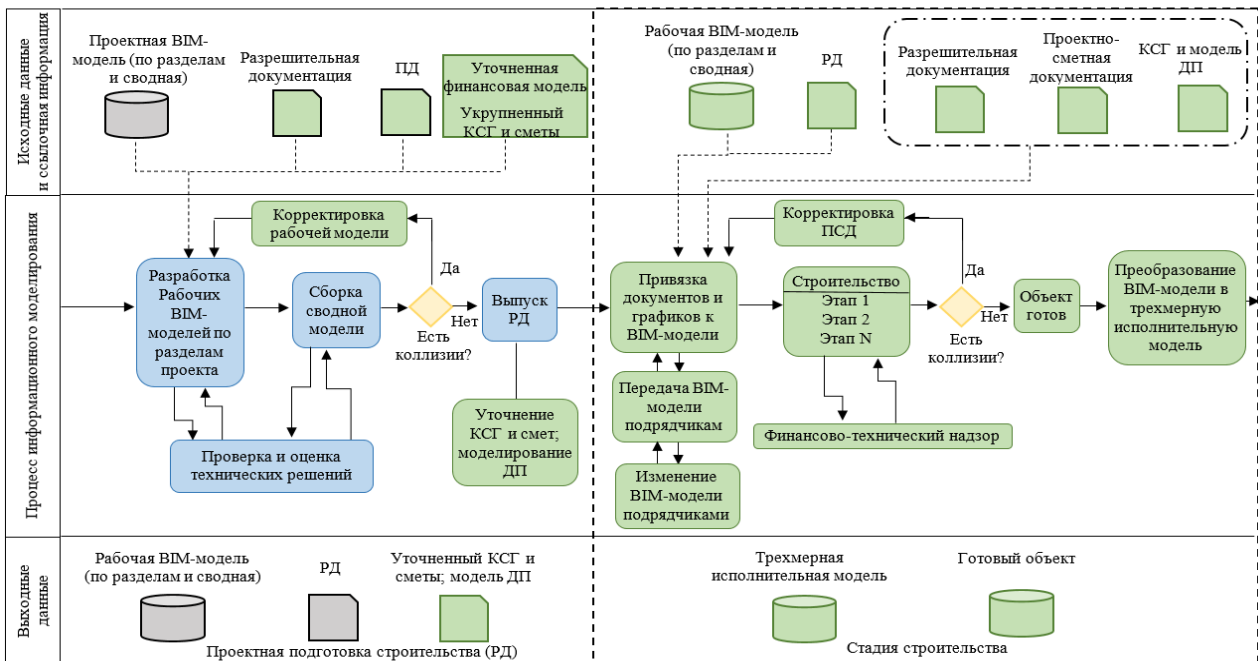 Исходные данные
и ссылочная информация
Проектная BIM-
модель (по разделам
и сводная)
Разрешительная
документация
ПД
Уточненная
финансовая модель
Укрупненный
КСГ и сметы
Рабочая BIM-модель
(по разделам и
сводная)
РД
Разрешительная
документация
Проектно-
сметная
документация
КСГ и модель
ДП
Процесс информационного моделирования
Корректировка
рабочей модели
Да
Разработка
Рабочих
BIM-
моделей по
разделам
проекта
Сборка
сводной
модели
Нет
Есть
коллизии?
Выпуск
РД
Проверка и оценка
технических решений
Уточнение
КСГ и смет;
моделирование
ДП
Корректировка
ПСД
Да
Привязка
документов и
графиков к
BIM-модели
Строительство
Этап 1
Этап 2
Этап N
Нет
Есть
коллизии?
Объект
готов
Преобразование
BIM-модели в
трехмерную
исполнительную
модель
Передача BIM-
модели
подрядчикам
Финансово-технический надзор
Изменение
BIM-модели
подрядчиками
Выходные
данные
Рабочая BIM-модель
(по разделам и сводная)
РД
Уточненный КСГ и
сметы; модель ДП
Проектная подготовка строительства (РД)
Трехмерная
исполнительная модель
Готовый объект
Стадия строительства